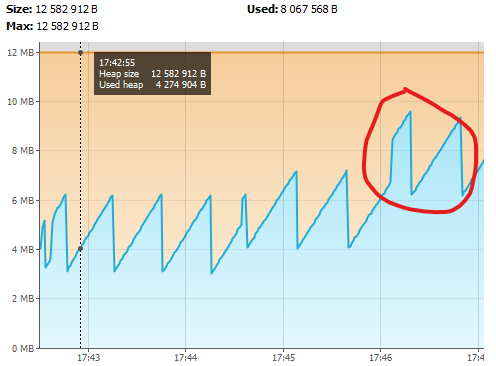 Size: 12 582 912 B
Used: 8 067 568 B
Max: 12 582 912 B
12 MB
17:42:55
Heap size 12 582 912 B
Used heap 4 274 904 B
10 MB
8 MB
6 MB
4 MB
2 MB
0 MB
17:43
17:44
17:45
17:46
17:4